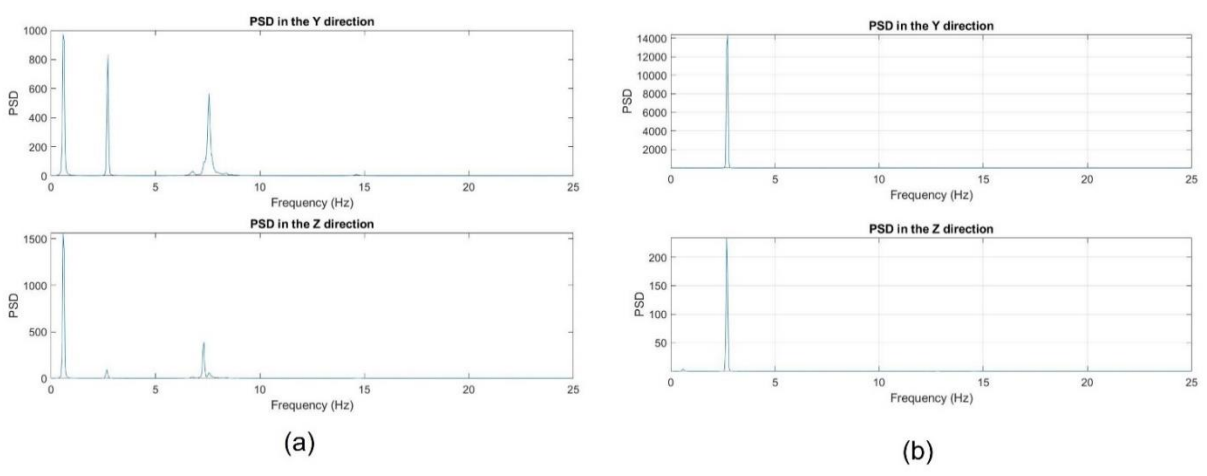 PSD in the Y direction
1000
800
600
400
200
0
PSD
0 5 10 15 20 25
Frequency (Hz)
PSD in the Z direction
1500
1000
500
0
PSD
0 5 10 15 20 25
Frequency (Hz)
(a)
PSD in the Y direction
14000
12000
10000
8000
6000
4000
2000
PSD
0 5 10 15 20 25
Frequency (Hz)
PSD in the Z direction
200
150
100
50
PSD
0 5 10 15 20 25
Frequency (Hz)
(b)